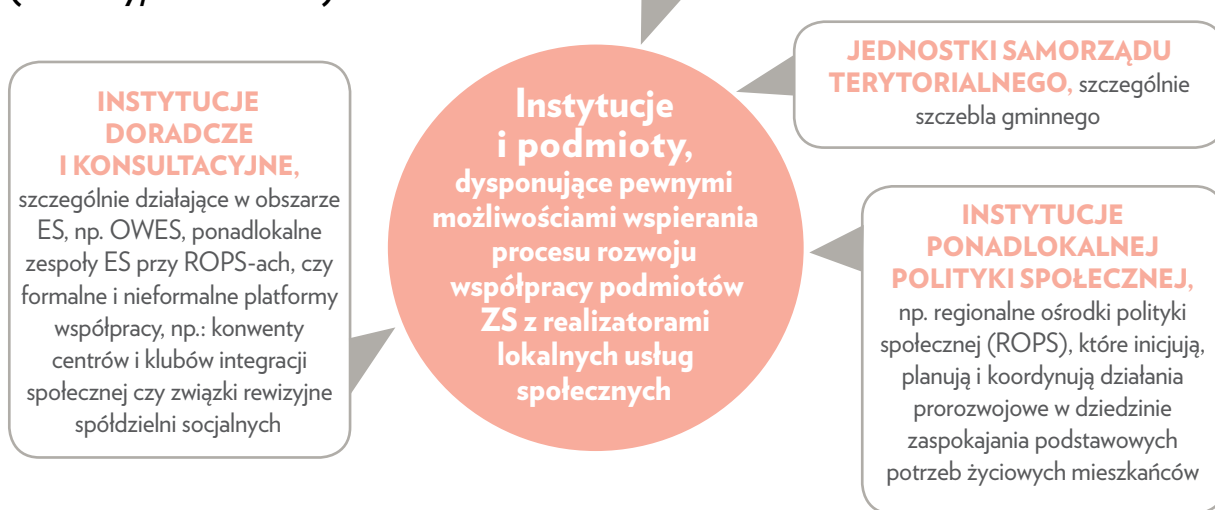 INSTYTUCJE
DORADCZE
I KONSULTACYJNE,
szczególnie działające w obszarze
ES, np. OWES, ponadlokalne
zespoły ES przy ROPS-ach, czy
formalne i nieformalne platformy
współpracy, np.: konwenty
centrów i klubów integracji
społecznej czy związki rewizyjne
spółdzielni socjalnych
Instytucje
i podmioty,
dysponujące pewnymi
możliwościami wspierania
procesu rozwoju
współpracy podmiotów
ZS z realizatorami
lokalnych usług
społecznych
JEDNOSTKI SAMORZĄDU
TERYTORIALNEGO, szczególnie
szczebla gminnego
INSTYTUCJE
PONADLOKALNEJ
POLITYKI SPOŁECZNEJ,
np. regionalne ośrodki polityki
społecznej (ROPS), które inicjują,
planują i koordynują działania
prorozwojowe w dziedzinie
zaspokajania podstawowych
potrzeb życiowych mieszkańców